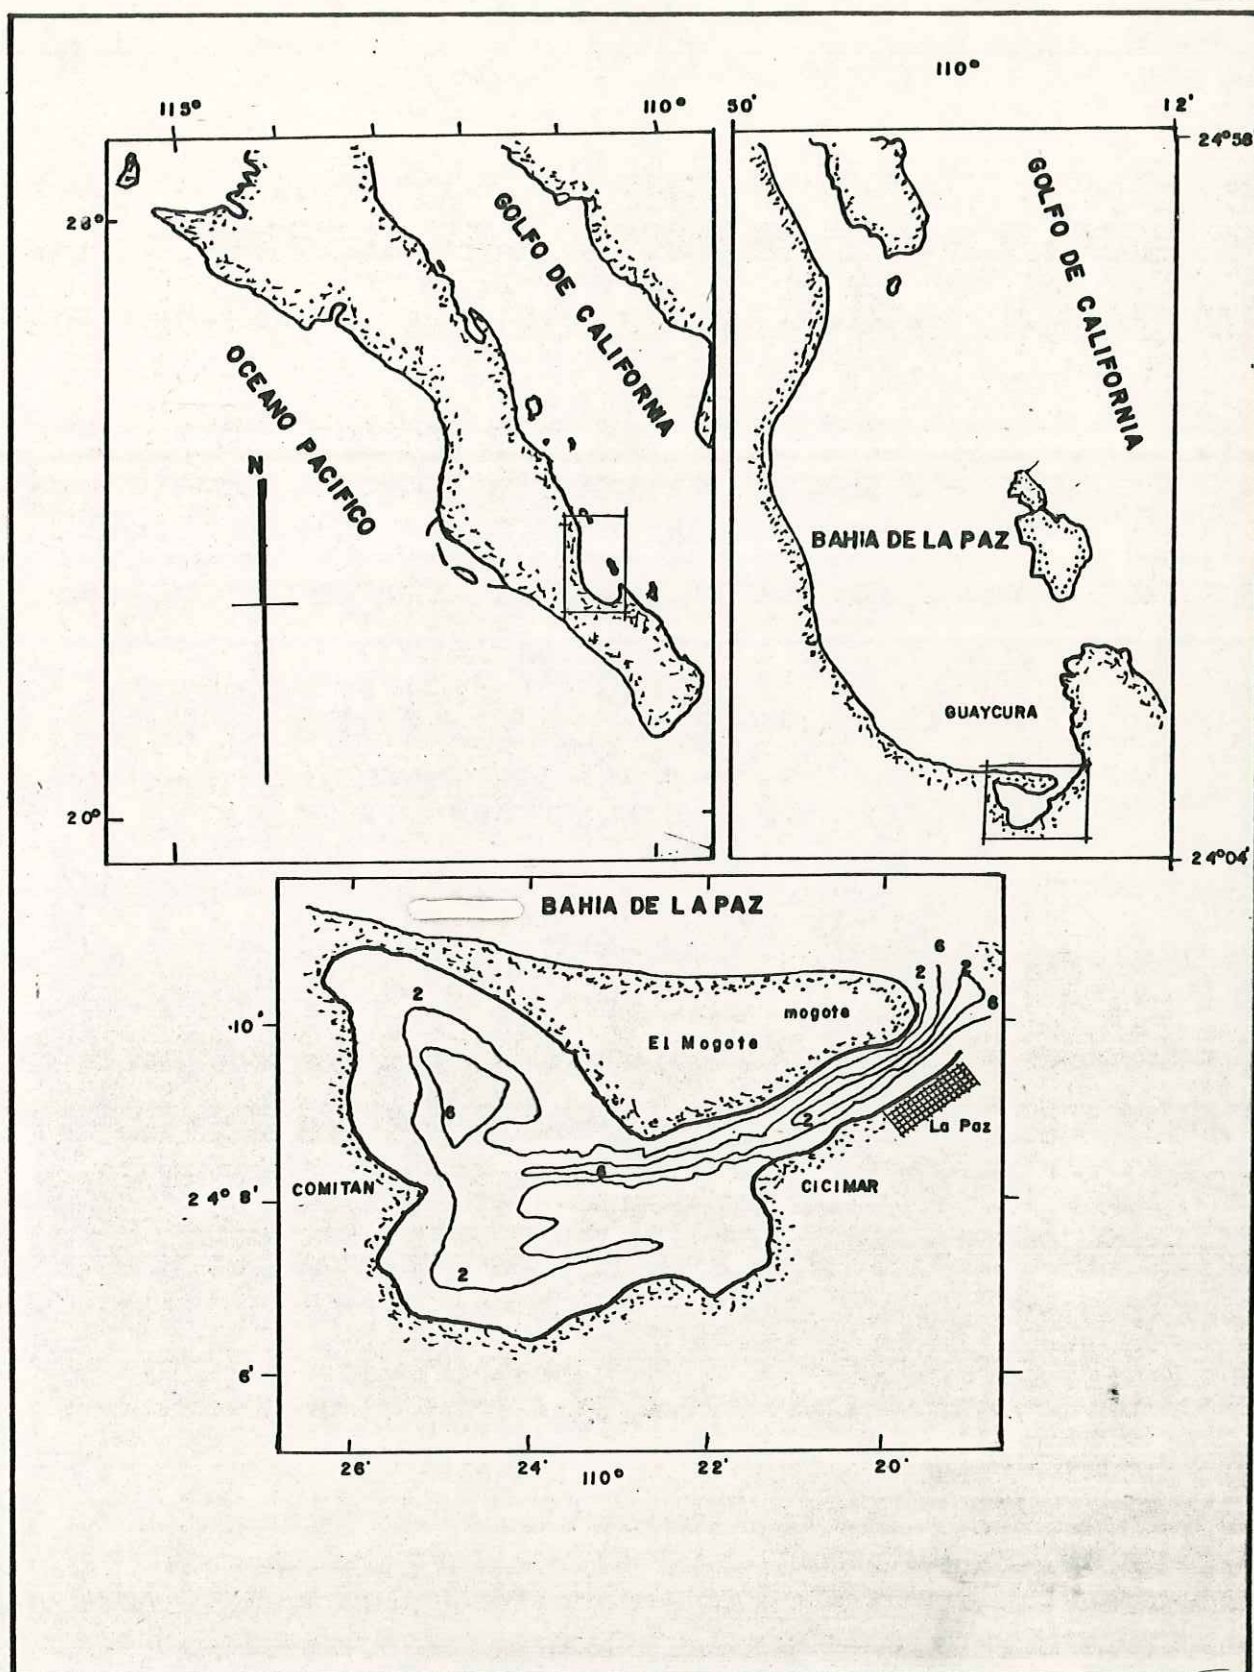 115°
110°
28°
GOLFO DE CALIFORNIA
OCEANO PACIFICO
N
20°
110°
50'
12'
24°58'
GOLFO DE CALIFORNIA
BAHIA DE LA PAZ
GUAYCURA
24°04'
BAHIA DE LA PAZ
6
2
2
2
6
10'
mogote
El Mogote
6
2
La Paz
6
24° 8'
COMITAN
CICIMAR
2
6'
26'
24'
110°
22'
20'